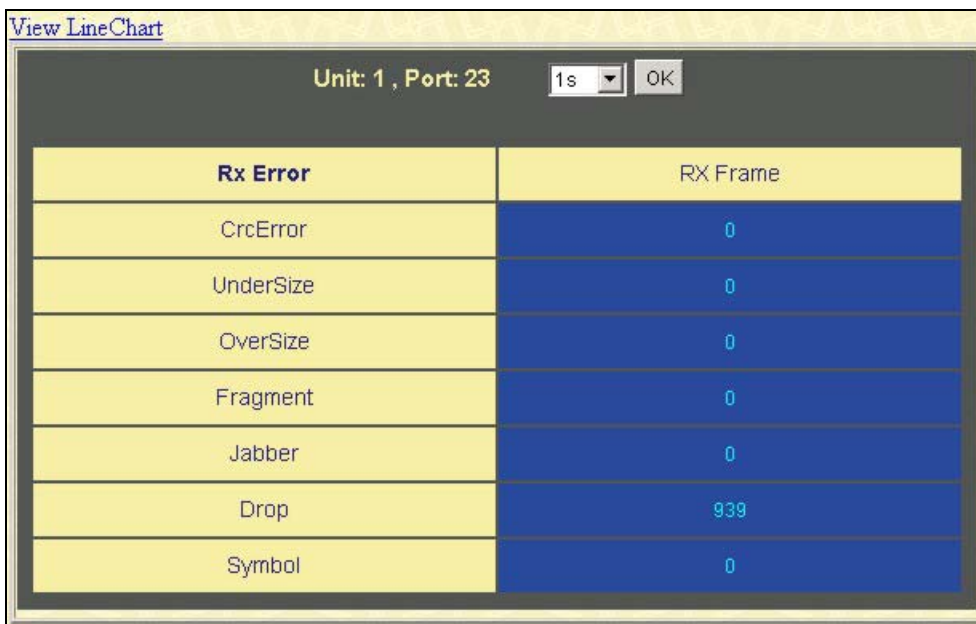 View LineChart
Unit: 1 , Port: 23 1s OK
Rx Error RX Frame
CrcError 0
UnderSize 0
OverSize 0
Fragment 0
Jabber 0
Drop 939
Symbol 0